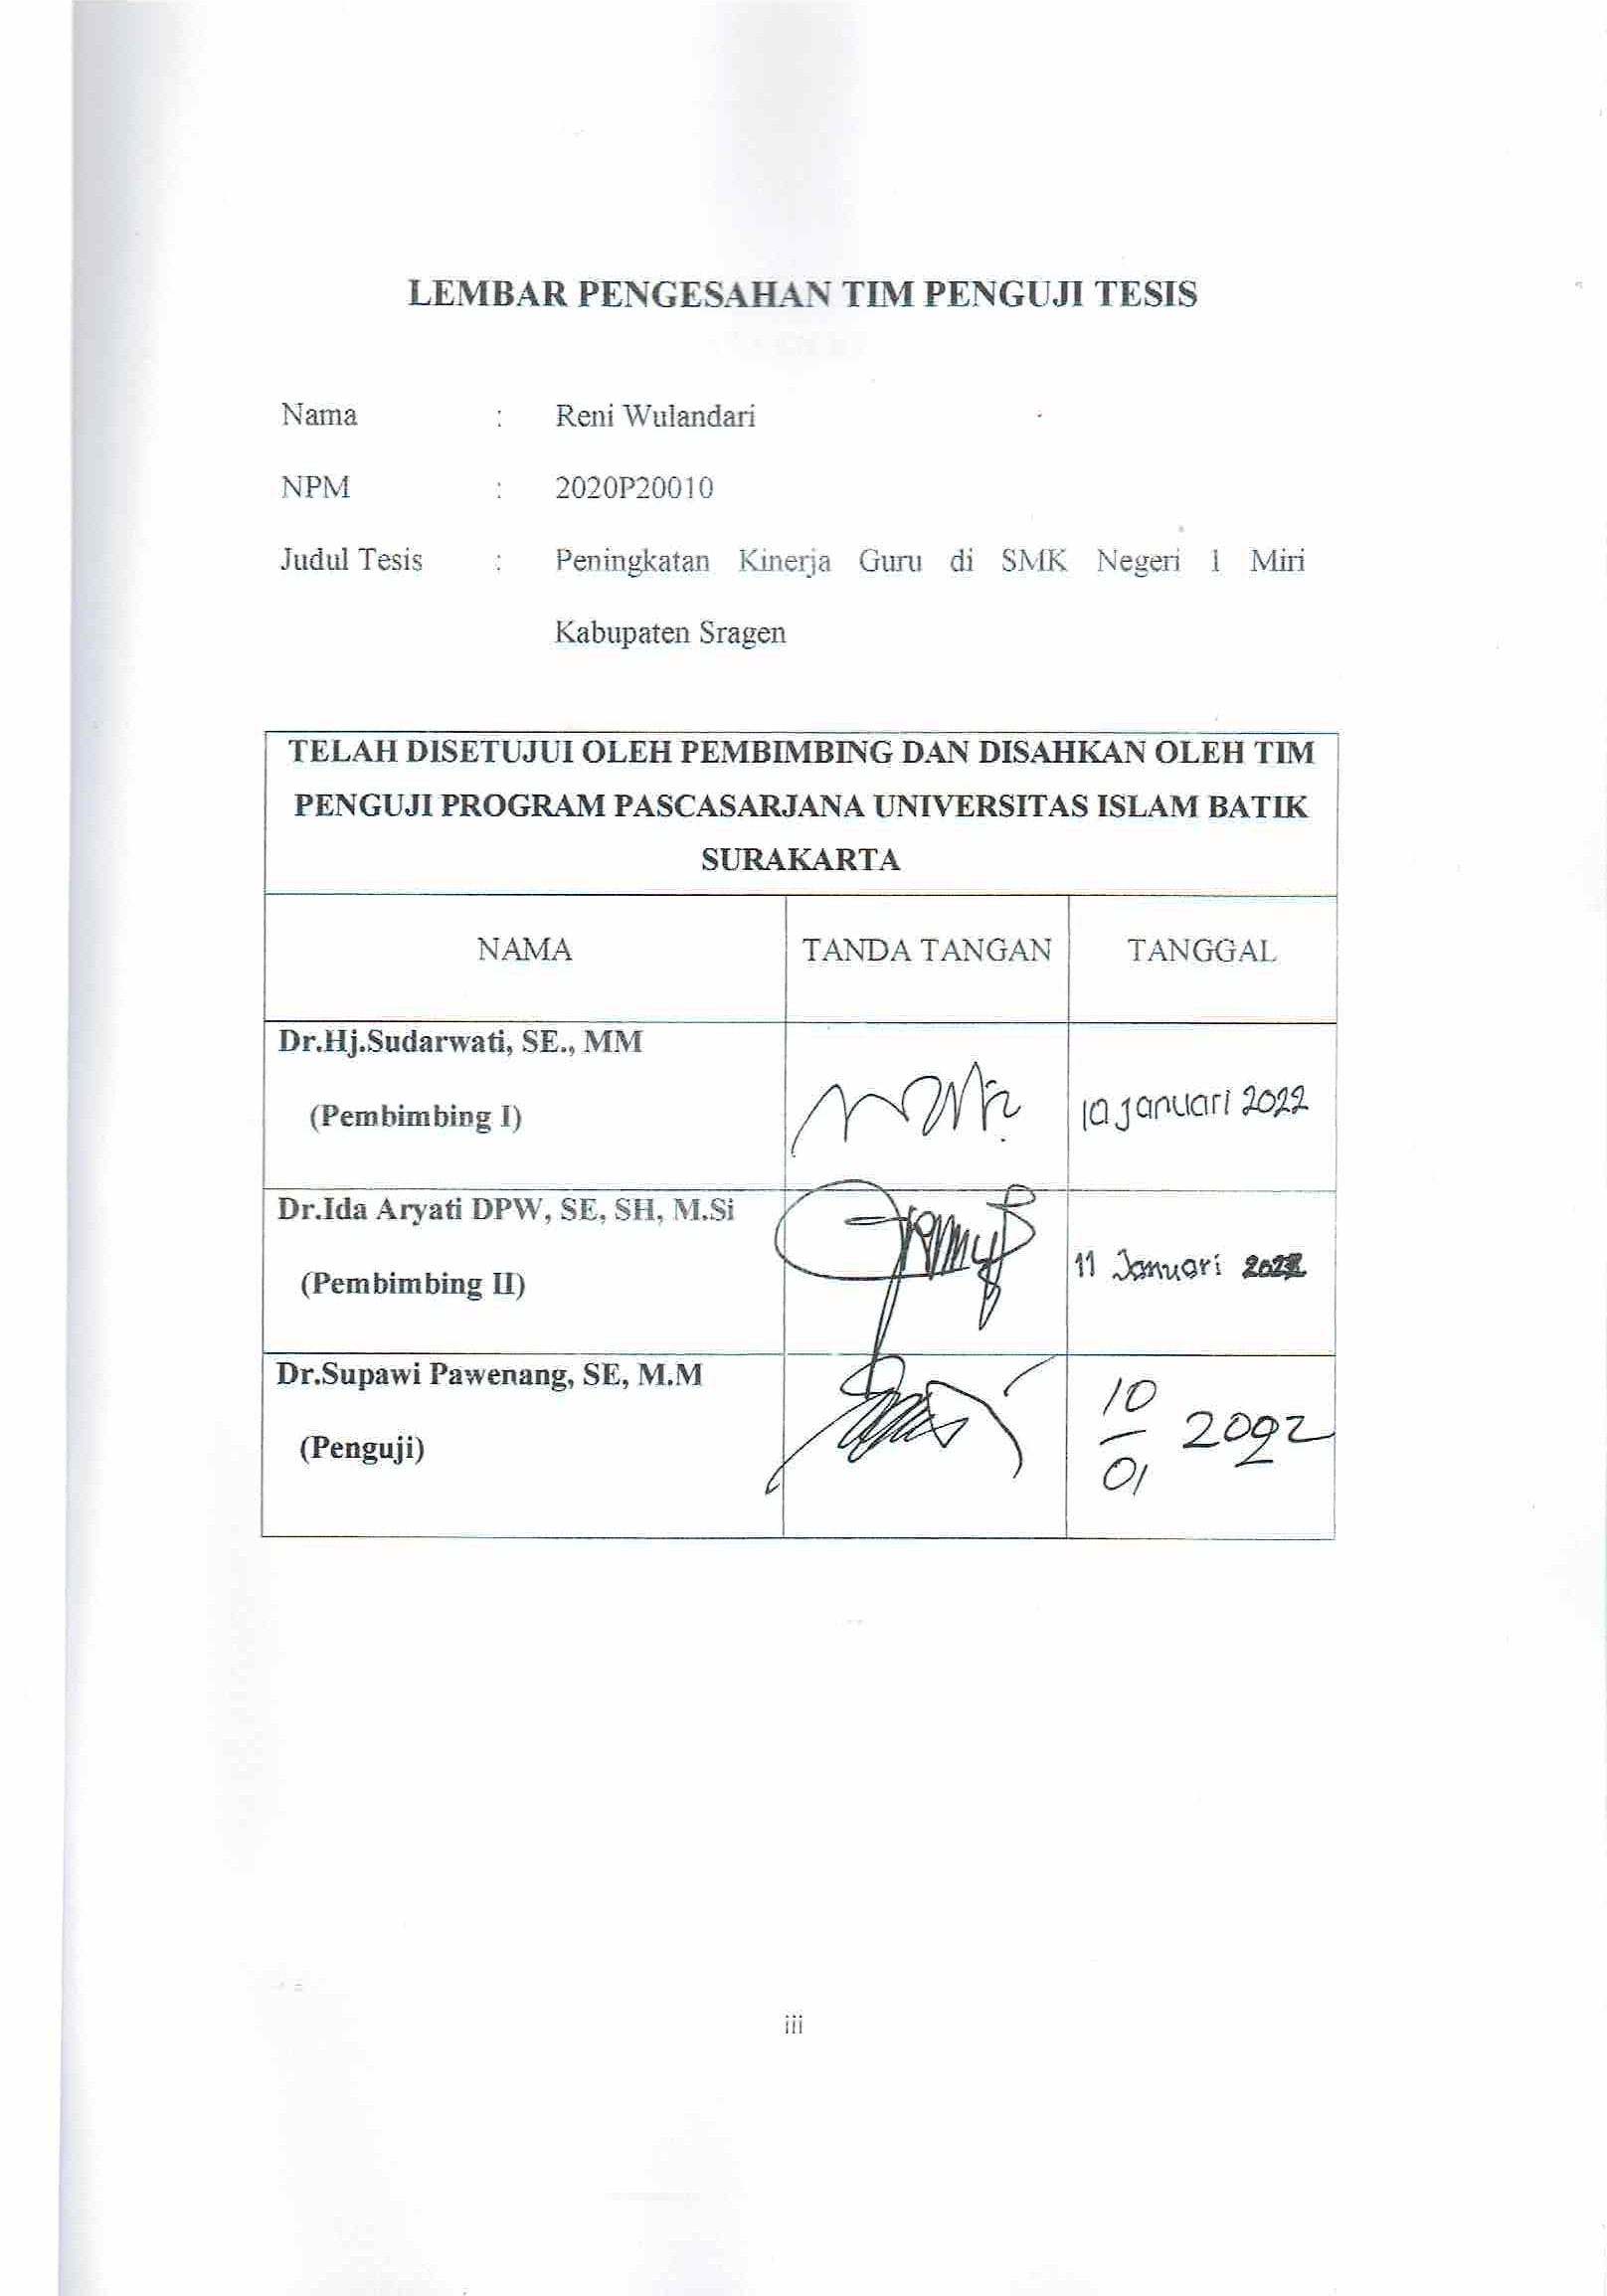 LEMBAR PENGESAHAN TIM PENGUJI TESIS
Nama : Reni Wulandari
NPM : 2020P20010
Judul Tesis : Peningkatan Kinerja Guru di SMK Negeri 1 Miri
Kabupaten Sragen
TELAH DISETUJUI OLEH PEMBIMBING DAN DISAHKAN OLEH TIM
PENGUJI PROGRAM PASCASARJANA UNIVERSITAS ISLAM BATIK
SURAKARTA
NAMA TANDA TANGAN TANGGAL
Dr.Hj.Sudarwati, SE., MM
(Pembimbing I) 10 Januari 2022
Dr.Ida Aryati DPW, SE, SH, M.Si
(Pembimbing II) 11 Januari 2022
Dr.Supawi Pawenang, SE, M.M
(Penguji) 10/01 2022
iii